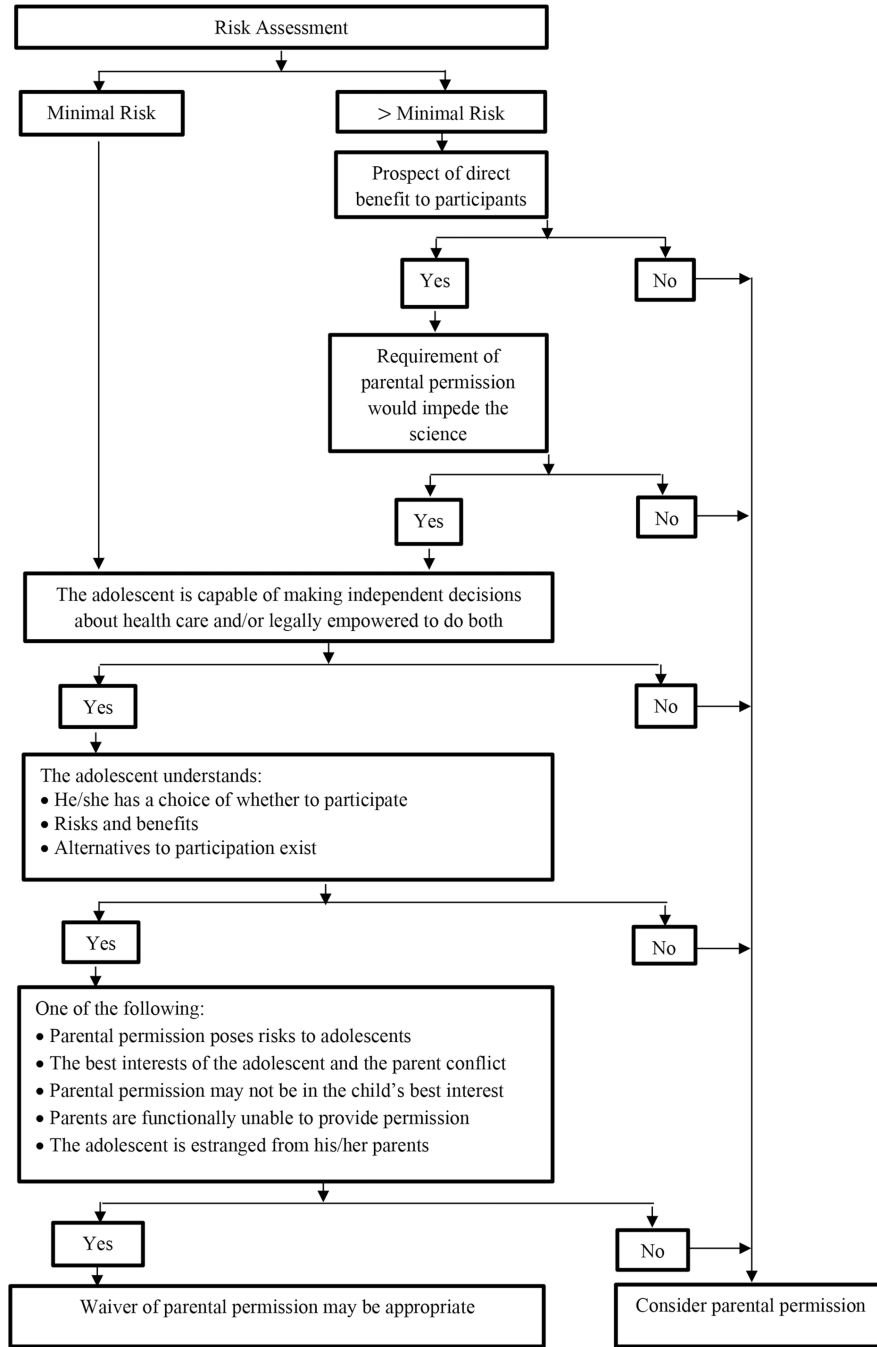 Risk Assessment
Minimal Risk
> Minimal Risk
Prospect of direct
benefit to participants
Yes
No
Requirement of
parental permission
would impede the
science
Yes
No
The adolescent is capable of making independent decisions
about health care and/or legally empowered to do both
Yes
No
The adolescent understands:
• He/she has a choice of whether to participate
• Risks and benefits
• Alternatives to participation exist
Yes
No
One of the following:
• Parental permission poses risks to adolescents
• The best interests of the adolescent and the parent conflict
• Parental permission may not be in the child’s best interest
• Parents are functionally unable to provide permission
• The adolescent is estranged from his/her parents
Yes
No
Waiver of parental permission may be appropriate
Consider parental permission